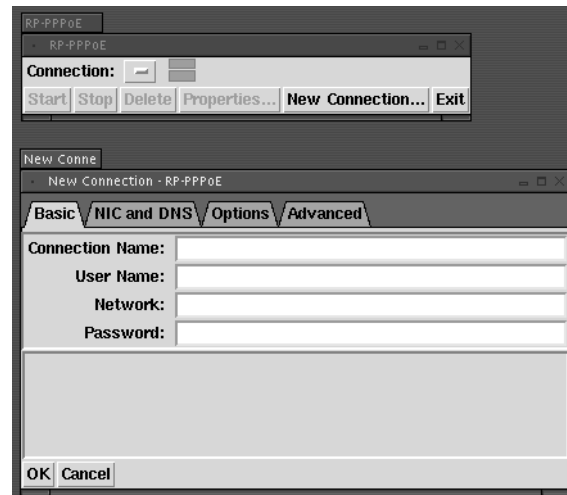 RP-PPPoE
RP-PPPoE
Connection:
Start Stop Delete Properties... New Connection... Exit
New Conne
New Connection - RP-PPPoE
Basic NIC and DNS Options Advanced
Connection Name:
User Name:
Network:
Password:
OK Cancel